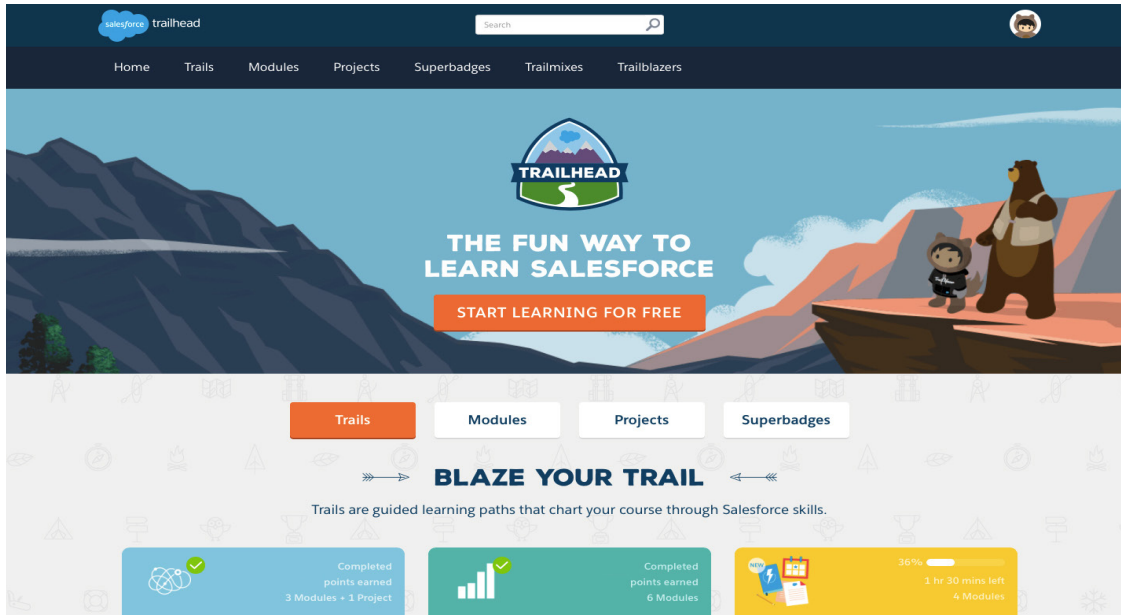 salesforce trailhead
Search
Home Trails Modules Projects Superbadges Trailmixes Trailblazers
TRAILHEAD
THE FUN WAY TO
LEARN SALESFORCE
START LEARNING FOR FREE
Trails Modules Projects Superbadges
BLAZE YOUR TRAIL
Trails are guided learning paths that chart your course through Salesforce skills.
Completed
points earned
3 Modules + 1 Project
Completed
points earned
6 Modules
NEW
36%
1 hr 30 mins left
4 Modules